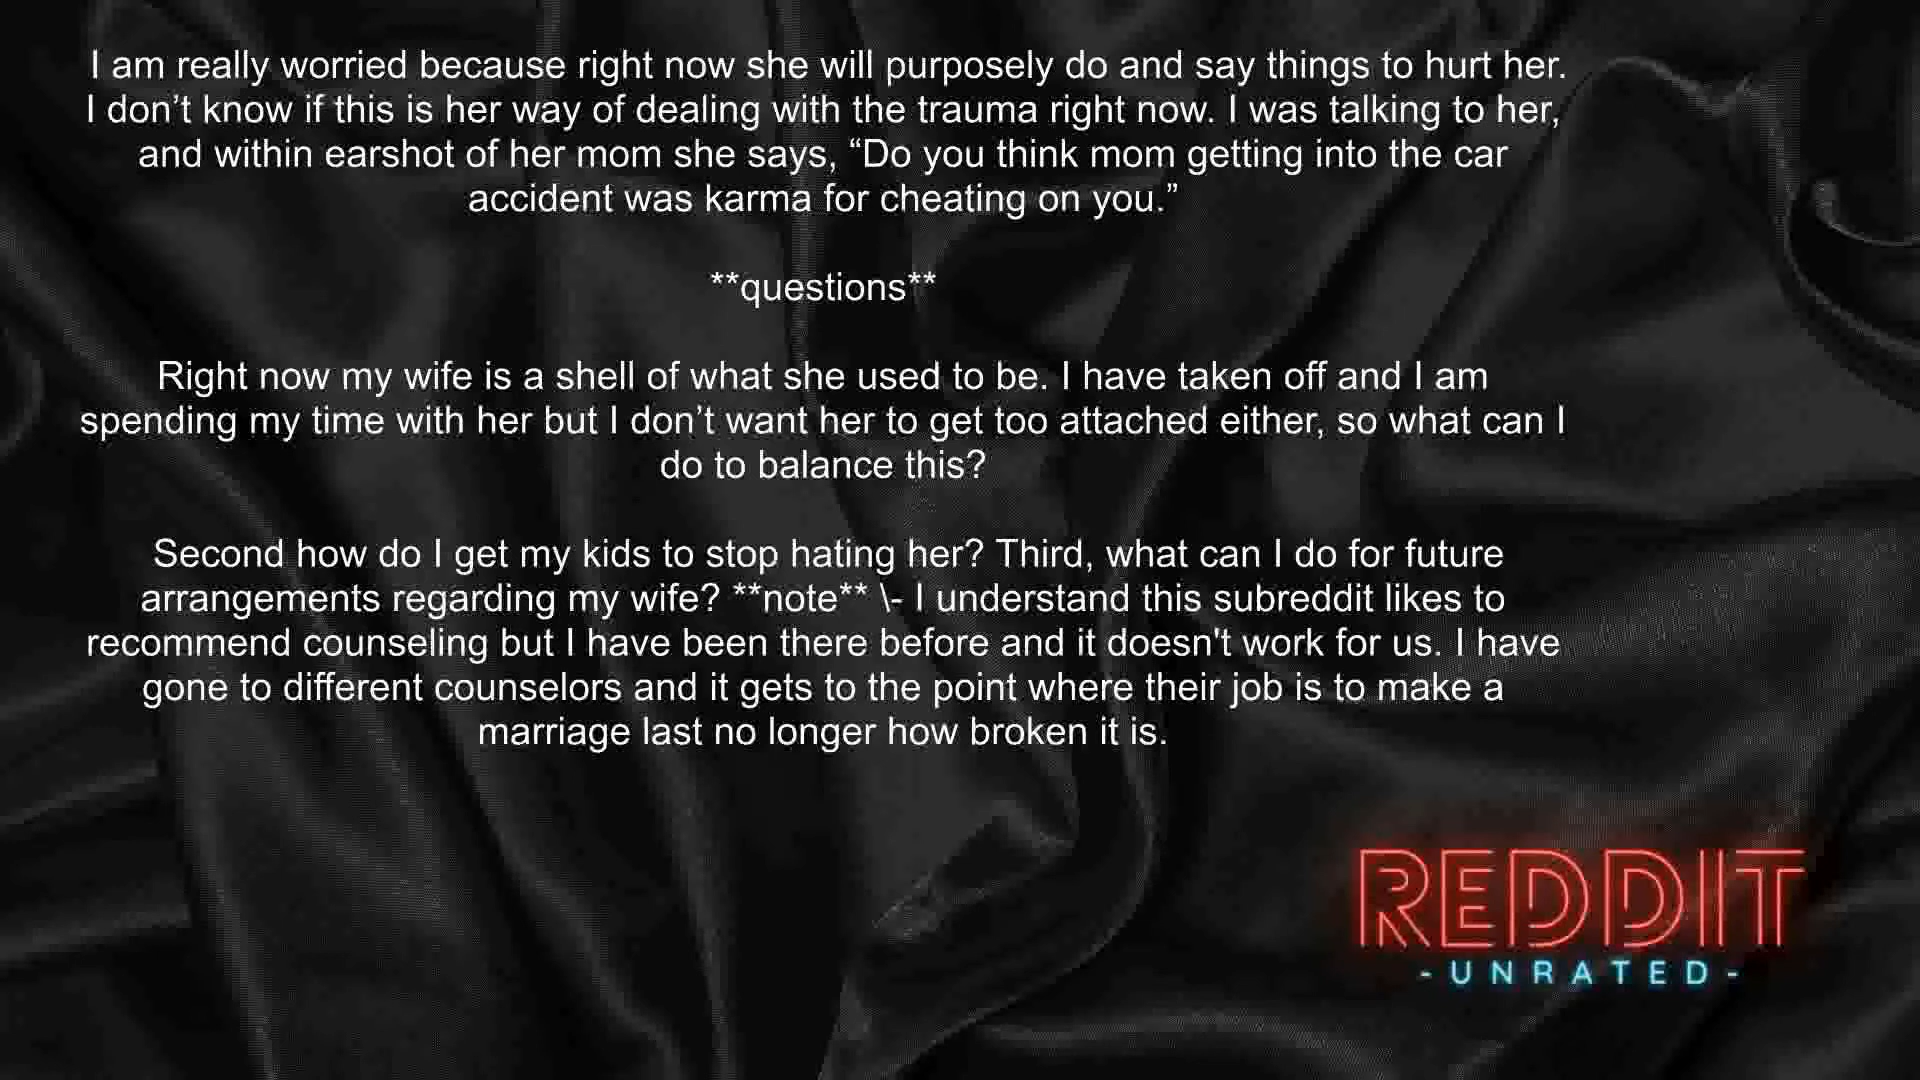 I am really worried because right now she will purposely do and say things to hurt her.
I don’t know if this is her way of dealing with the trauma right now. I was talking to her,
and within earshot of her mom she says, “Do you think mom getting into the car
accident was karma for cheating on you.”
**questions**
Right now my wife is a shell of what she used to be. I have taken off and I am
spending my time with her but I don’t want her to get too attached either, so what can I
do to balance this?
Second how do I get my kids to stop hating her? Third, what can I do for future
arrangements regarding my wife? **note** \- I understand this subreddit likes to
recommend counseling but I have been there before and it doesn't work for us. I have
gone to different counselors and it gets to the point where their job is to make a
marriage last no longer how broken it is.
REDDIT
- UNRATED -